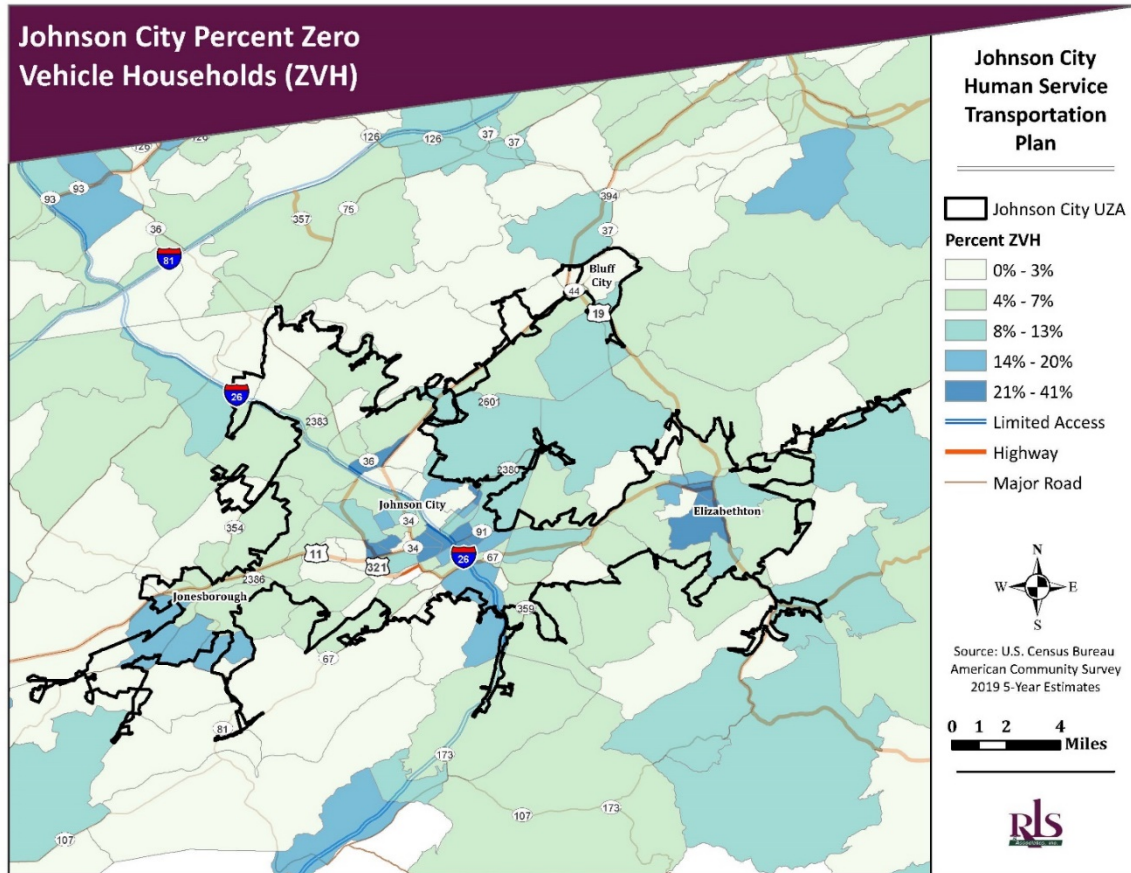 Johnson City Percent Zero
Vehicle Households (ZVH)
Johnson City
Human Service
Transportation
Plan
Johnson City UZA
Percent ZVH
0% - 3%
4% - 7%
8% - 13%
14% - 20%
21% - 41%
Limited Access
Highway
Major Road
N
W
E
S
Source: U.S. Census Bureau
American Community Survey
2019 5-Year Estimates
0 1 2 4
Miles
RLS
126
126
126
126
37
37
93
93
394
75
357
36
37
81
Bluff
City
44
19
26
2383
2601
36
2380
Johnson City
34
91
Elizabethton
354
11
321
34
26
67
2386
Jonesborough
359
67
81
173
107
173
107